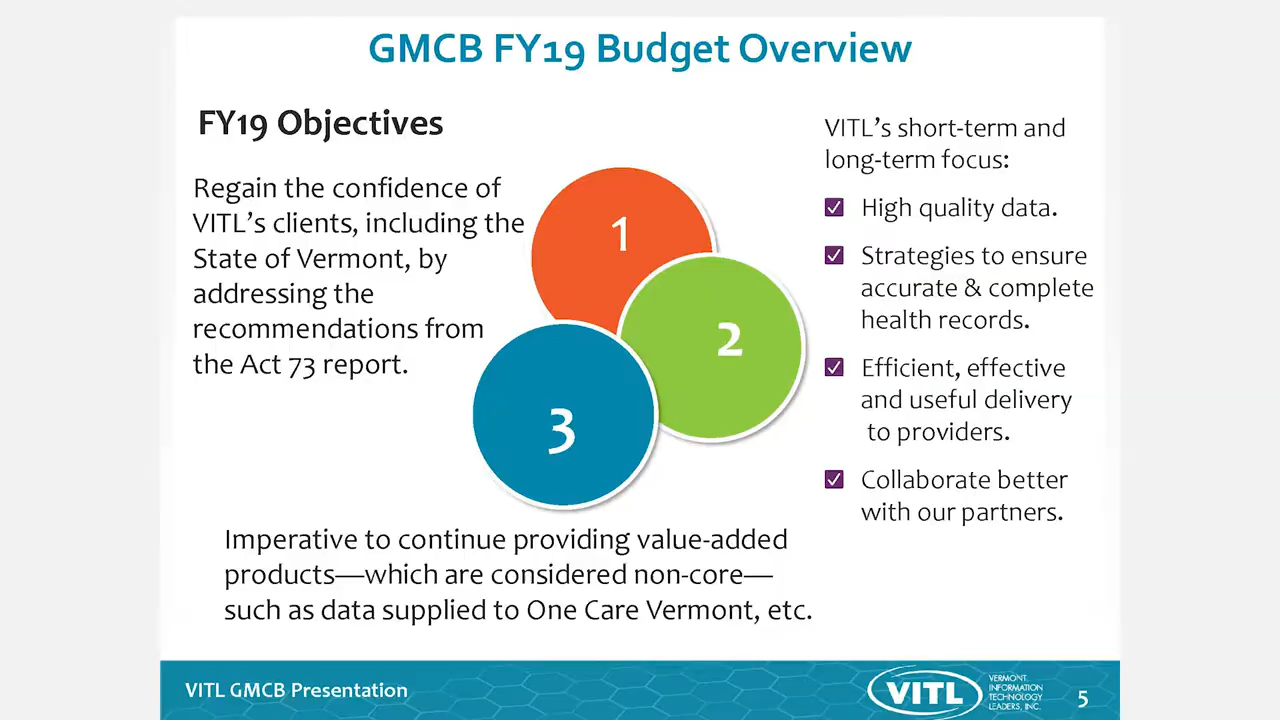 GMCB FY19 Budget Overview
FY19 Objectives
Regain the confidence of
VITL’s clients, including the
State of Vermont, by
addressing the
recommendations from
the Act 73 report.
1
2
3
VITL’s short-term and
long-term focus:
High quality data.
Strategies to ensure
accurate & complete
health records.
Efficient, effective
and useful delivery
to providers.
Collaborate better
with our partners.
Imperative to continue providing value-added
products—which are considered non-core—
such as data supplied to One Care Vermont, etc.
VITL GMCB Presentation
VITL
VERMONT
INFORMATION
TECHNOLOGY
LEADERS, INC.
5